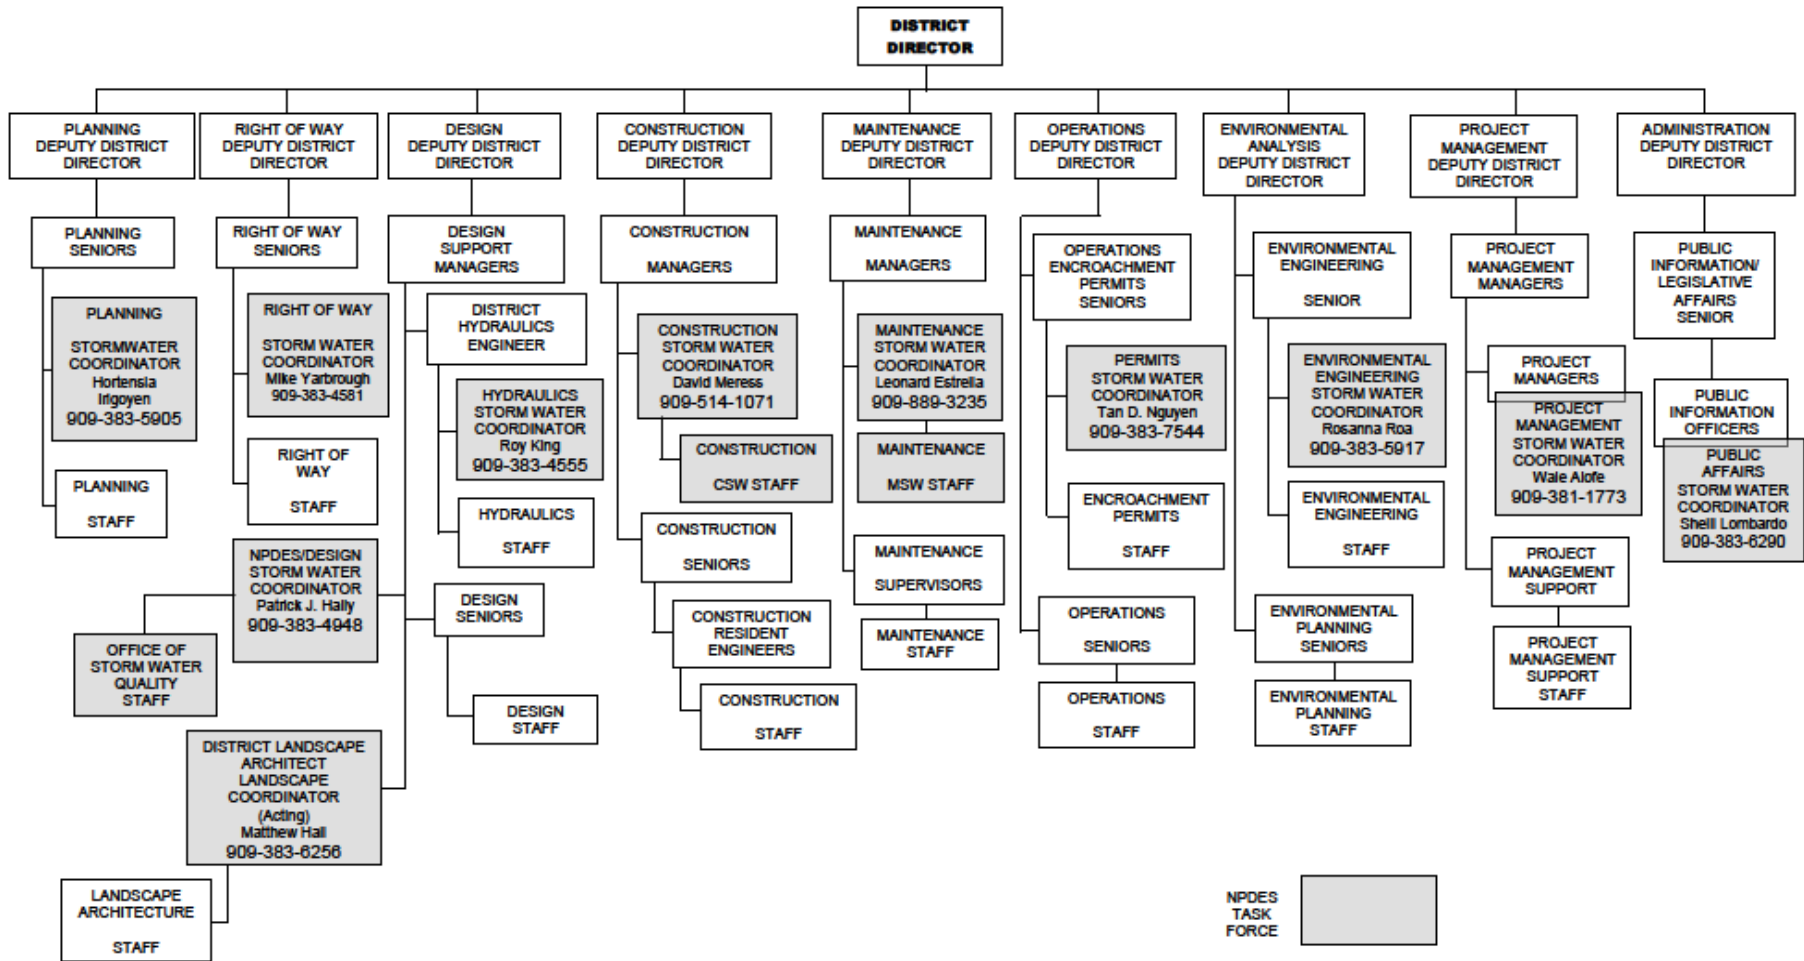 DISTRICT
DIRECTOR
PLANNING
DEPUTY DISTRICT
DIRECTOR
RIGHT OF WAY
DEPUTY DISTRICT
DIRECTOR
DESIGN
DEPUTY DISTRICT
DIRECTOR
CONSTRUCTION
DEPUTY DISTRICT
DIRECTOR
MAINTENANCE
DEPUTY DISTRICT
DIRECTOR
OPERATIONS
DEPUTY DISTRICT
DIRECTOR
ENVIRONMENTAL
ANALYSIS
DEPUTY DISTRICT
DIRECTOR
PROJECT
MANAGEMENT
DEPUTY DISTRICT
DIRECTOR
ADMINISTRATION
DEPUTY DISTRICT
DIRECTOR
PLANNING
SENIORS
PLANNING
STORMWATER
COORDINATOR
Hortensia
Irigoyen
909-383-5905
PLANNING
STAFF
RIGHT OF WAY
SENIORS
RIGHT OF WAY
STORM WATER
COORDINATOR
Mike Yarbrough
909-383-4581
RIGHT OF
WAY
STAFF
DESIGN
SUPPORT
MANAGERS
DISTRICT
HYDRAULICS
ENGINEER
HYDRAULICS
STORM WATER
COORDINATOR
Roy King
909-383-4555
HYDRAULICS
STAFF
NPDES/DESIGN
STORM WATER
COORDINATOR
Patrick J. Hally
909-383-4948
OFFICE OF
STORM WATER
QUALITY
STAFF
DESIGN
SENIORS
DESIGN
STAFF
DISTRICT LANDSCAPE
ARCHITECT
LANDSCAPE
COORDINATOR
(Acting)
Matthew Hall
909-383-6256
LANDSCAPE
ARCHITECTURE
STAFF
CONSTRUCTION
MANAGERS
CONSTRUCTION
STORM WATER
COORDINATOR
David Meress
909-514-1071
CONSTRUCTION
CSW STAFF
CONSTRUCTION
SENIORS
CONSTRUCTION
RESIDENT
ENGINEERS
CONSTRUCTION
STAFF
MAINTENANCE
MANAGERS
MAINTENANCE
STORM WATER
COORDINATOR
Leonard Estrella
909-889-3235
MAINTENANCE
MSW STAFF
MAINTENANCE
SUPERVISORS
MAINTENANCE
STAFF
OPERATIONS
ENCROACHMENT
PERMITS
SENIORS
PERMITS
STORM WATER
COORDINATOR
Tan D. Nguyen
909-383-7544
ENCROACHMENT
PERMITS
STAFF
OPERATIONS
SENIORS
OPERATIONS
STAFF
ENVIRONMENTAL
ENGINEERING
SENIOR
ENVIRONMENTAL
ENGINEERING
STORM WATER
COORDINATOR
Rosanna Roa
909-383-5917
ENVIRONMENTAL
ENGINEERING
STAFF
ENVIRONMENTAL
PLANNING
SENIORS
ENVIRONMENTAL
PLANNING
STAFF
PROJECT
MANAGEMENT
MANAGERS
PROJECT
MANAGERS
PROJECT
MANAGEMENT
STORM WATER
COORDINATOR
Wale Alofe
909-381-1773
PROJECT
MANAGEMENT
SUPPORT
PROJECT
MANAGEMENT
SUPPORT
STAFF
PUBLIC
INFORMATION/
LEGISLATIVE
AFFAIRS
SENIOR
PUBLIC
INFORMATION
OFFICERS
PUBLIC
AFFAIRS
STORM WATER
COORDINATOR
Shelli Lombardo
909-383-6290
NPDES
TASK
FORCE